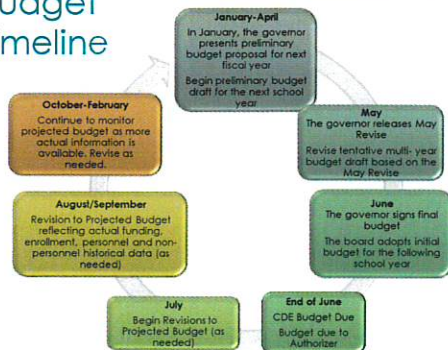 udget
meline
January-April
In January, the governor
presents preliminary
budget proposal for next
fiscal year
Begin preliminary budget
draft for the next school
year
May
The governor releases May
Revise
Revise tentative multi- year
budget draft based on the
May Revise
June
The governor signs final
budget
The board adopts initial
budget for the following
school year
End of June
CDE Budget Due
Budget due to
Authorizer
July
Begin Revisions to
Projected Budget (as
needed)
August/September
Revision to Projected Budget
reflecting actual funding,
enrollment, personnel and non-
personnel historical data (as
needed)
October-February
Continue to monitor
projected budget as more
actual information is
available. Revise as
needed.